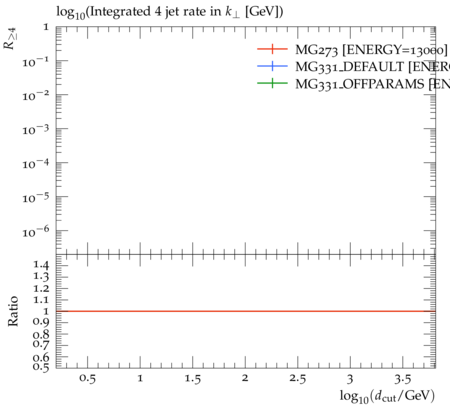 log₁₀(Integrated 4 jet rate in k⊥ [GeV])
R≥4
1
10⁻¹
10⁻²
10⁻³
10⁻⁴
10⁻⁵
10⁻⁶
MG273 [ENERGY=13000]
MG331_DEFAULT [ENERG
MG331_OFFPARAMS [EN
Ratio
1.4
1.3
1.2
1.1
1
0.9
0.8
0.7
0.6
0.5
0.5 1 1.5 2 2.5 3 3.5
log₁₀(d_cut/GeV)